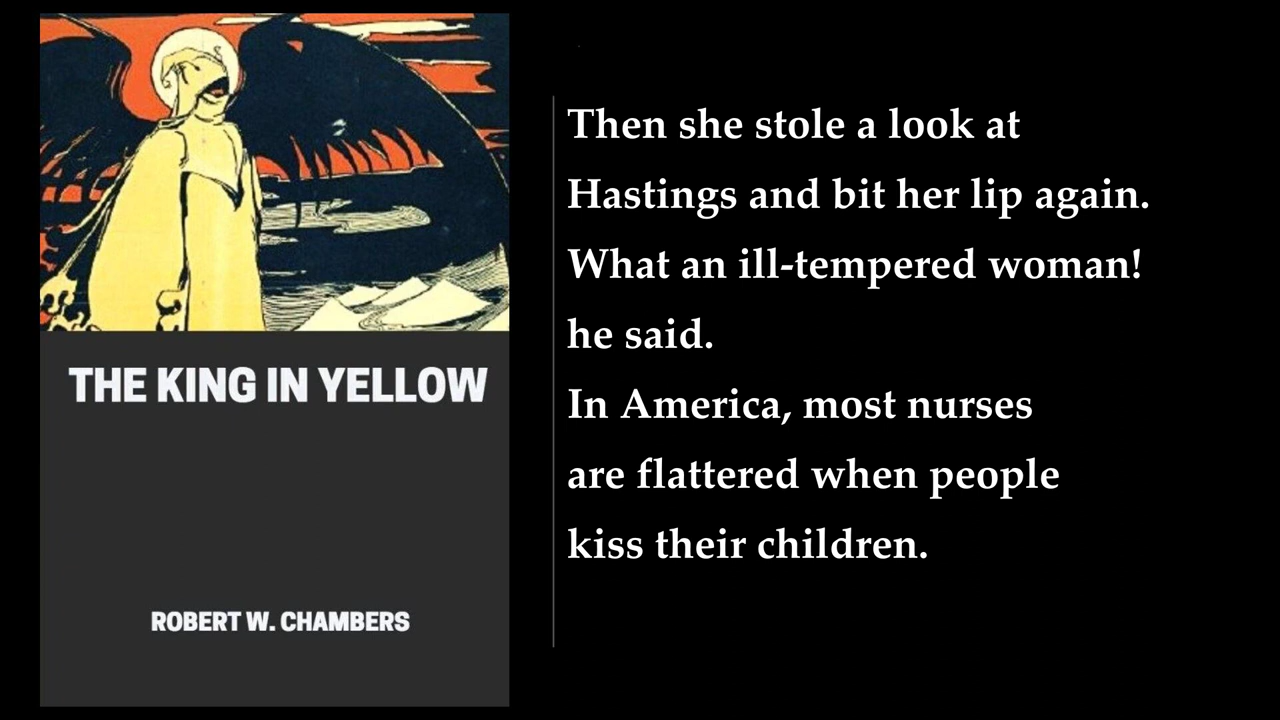 THE KING IN YELLOW
ROBERT W. CHAMBERS
Then she stole a look at
Hastings and bit her lip again.
What an ill-tempered woman!
he said.
In America, most nurses
are flattered when people
kiss their children.